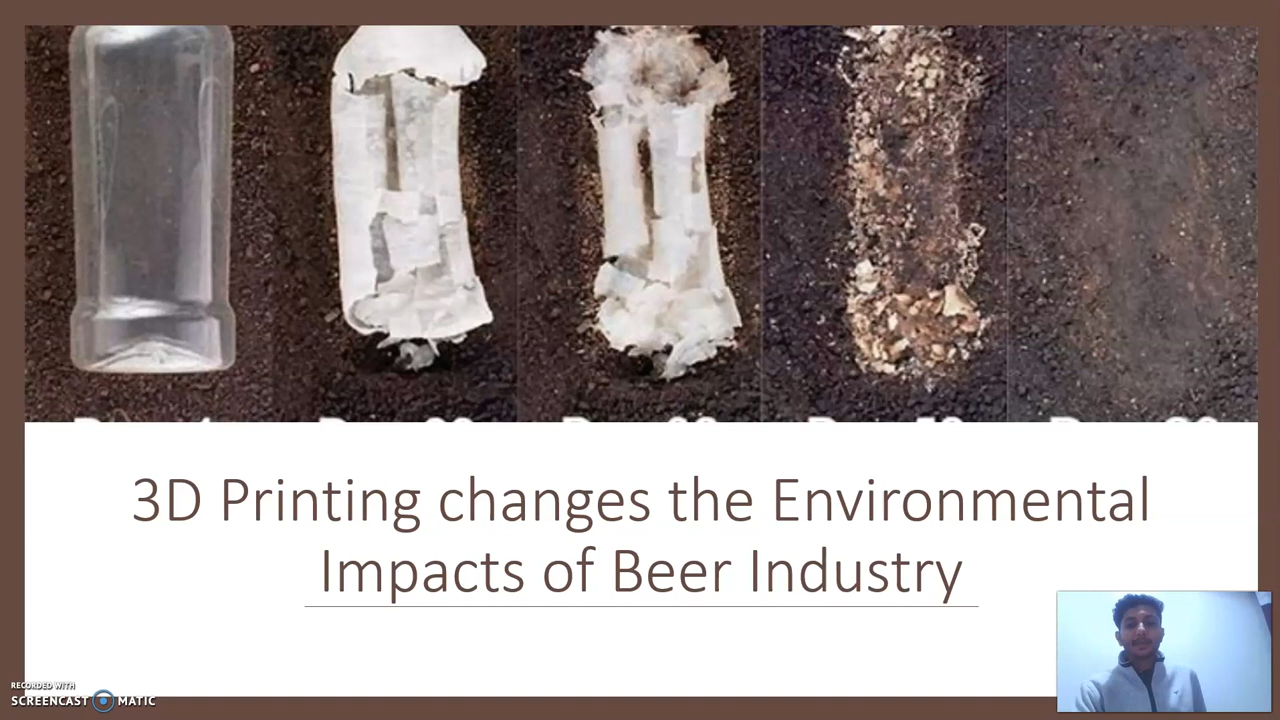 3D Printing changes the Environmental
Impacts of Beer Industry
RECORDED WITH
SCREENCAST MATIC